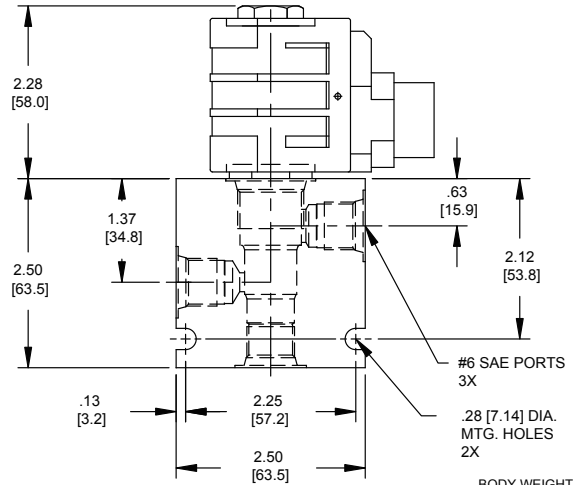 2.28
[58.0]
.63
[15.9]
1.37
[34.8]
2.12
[53.8]
2.50
[63.5]
#6 SAE PORTS
3X
.13
[3.2]
2.25
[57.2]
.28 [7.14] DIA.
MTG. HOLES
2X
2.50
[63.5]
BODY WEIGHT